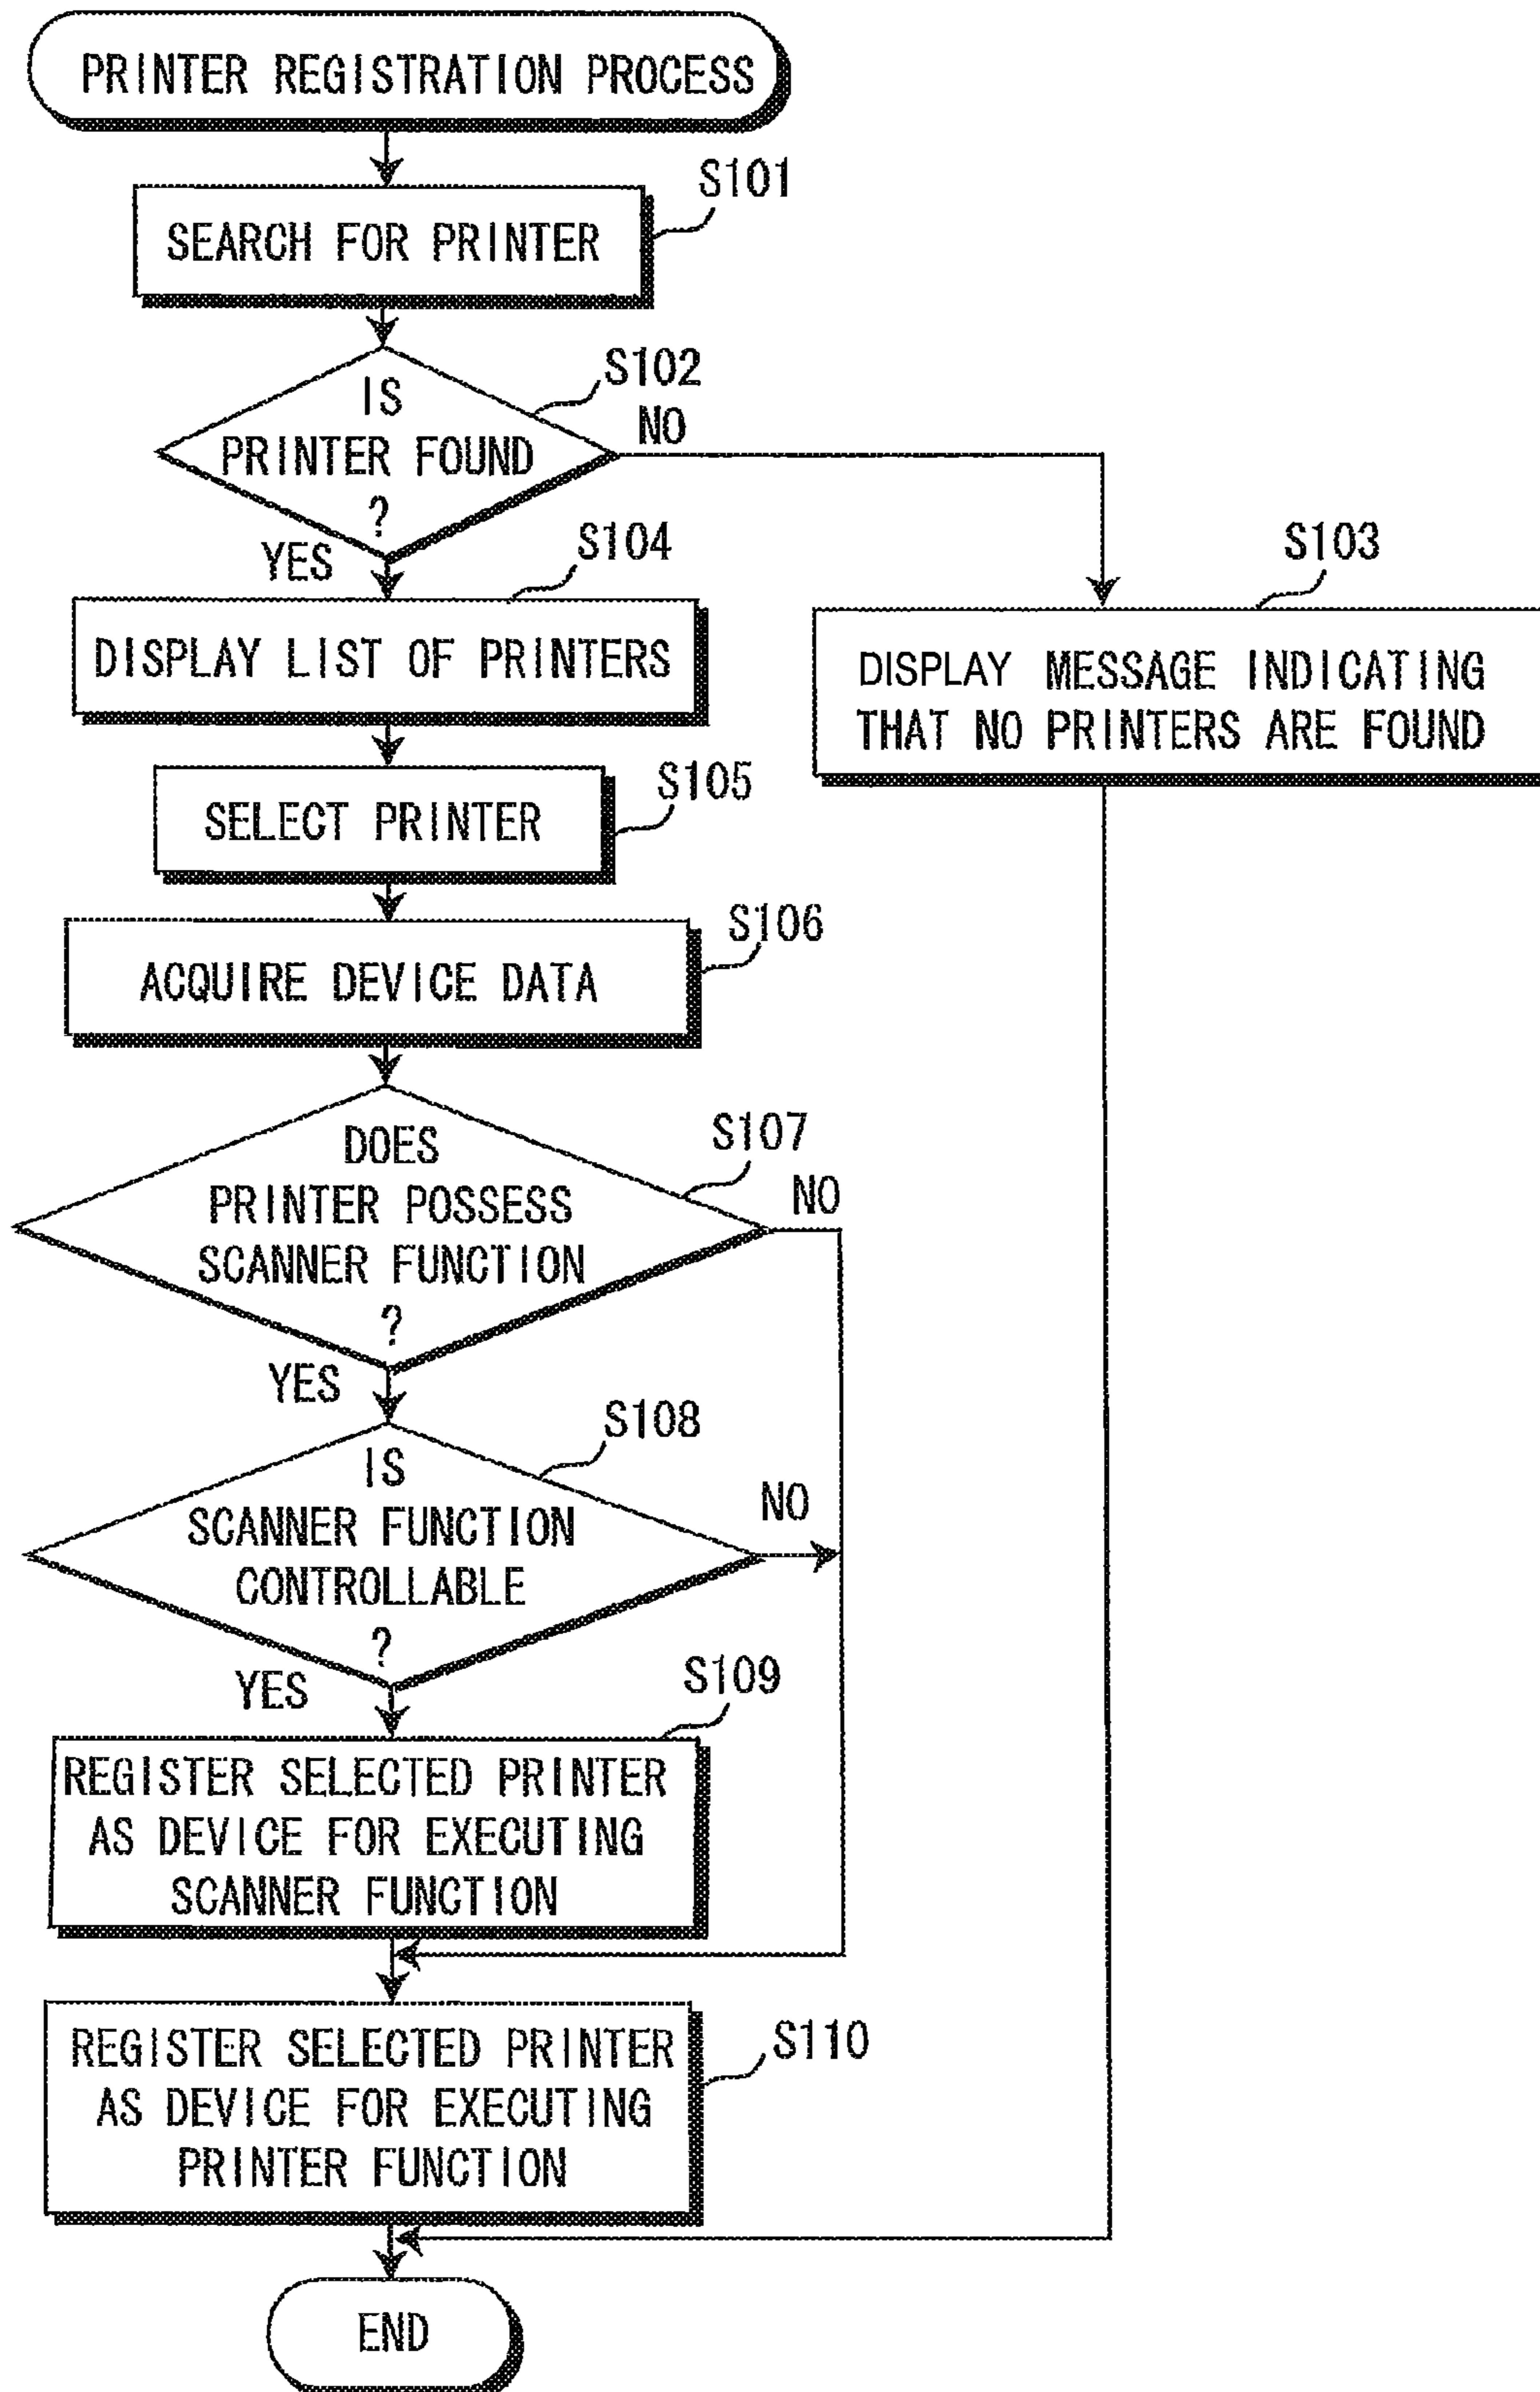 PRINTER REGISTRATION PROCESS
S101
SEARCH FOR PRINTER
S102
IS
PRINTER FOUND
?
NO
YES
S103
DISPLAY MESSAGE INDICATING
THAT NO PRINTERS ARE FOUND
S104
DISPLAY LIST OF PRINTERS
S105
SELECT PRINTER
S106
ACQUIRE DEVICE DATA
S107
DOES
PRINTER POSSESS
SCANNER FUNCTION
?
NO
YES
S108
IS
SCANNER FUNCTION
CONTROLLABLE
?
NO
YES
S109
REGISTER SELECTED PRINTER
AS DEVICE FOR EXECUTING
SCANNER FUNCTION
S110
REGISTER SELECTED PRINTER
AS DEVICE FOR EXECUTING
PRINTER FUNCTION
END